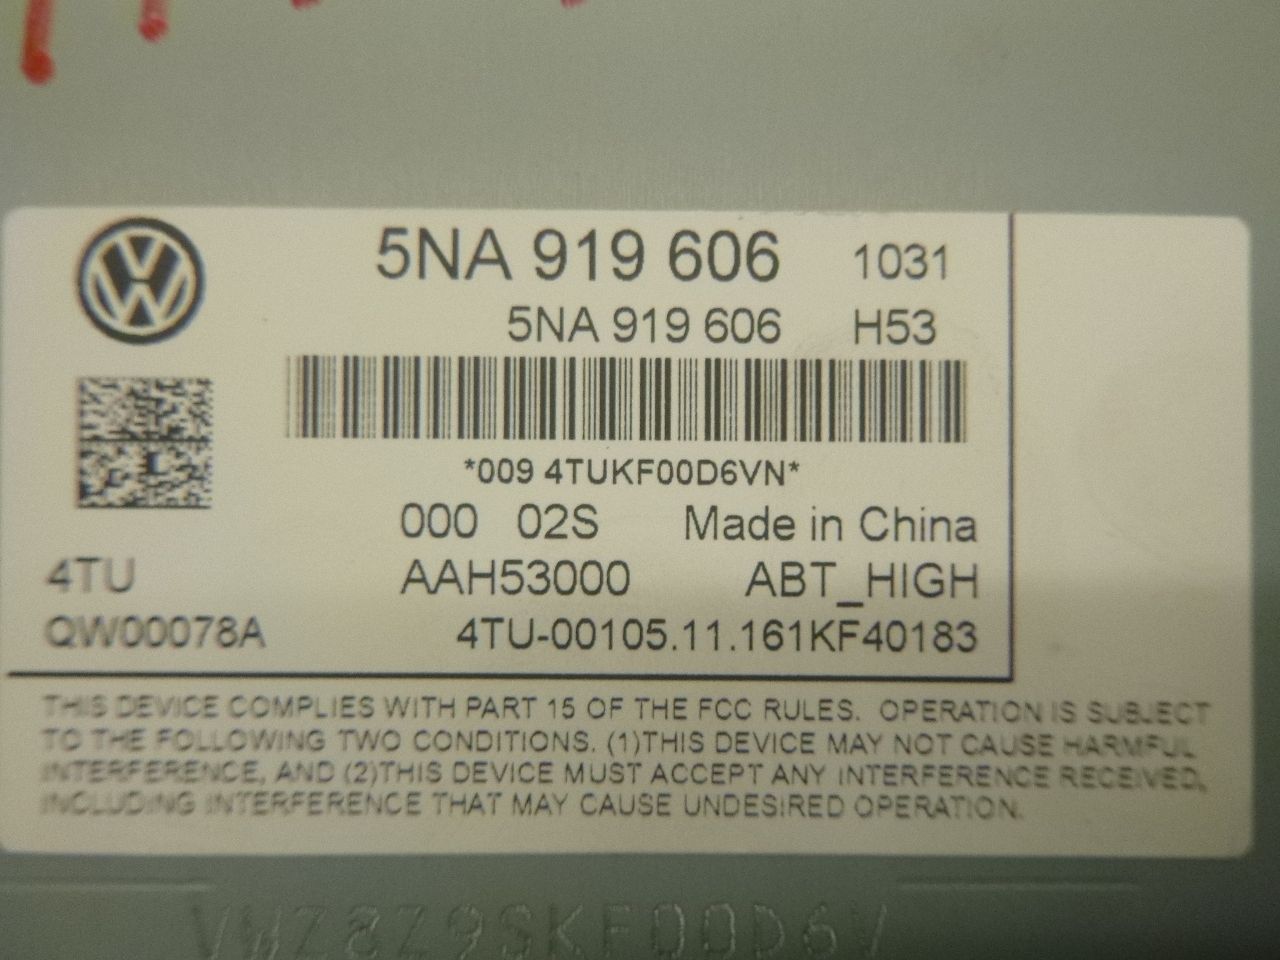 5NA 919 606 1031
5NA 919 606 H53
*009 4TUKF00D6VN*
000 02S Made in China
4TU AAH53000 ABT_HIGH
QW00078A 4TU-00105.11.161KF40183
THIS DEVICE COMPLIES WITH PART 15 OF THE FCC RULES. OPERATION IS SUBJECT
TO THE FOLLOWING TWO CONDITIONS. (1)THIS DEVICE MAY NOT CAUSE HARMFUL
INTERFERENCE, AND (2)THIS DEVICE MUST ACCEPT ANY INTERFERENCE RECEIVED,
INCLUDING INTERFERENCE THAT MAY CAUSE UNDESIRED OPERATION.
VWZ8Z9SKF00D6V